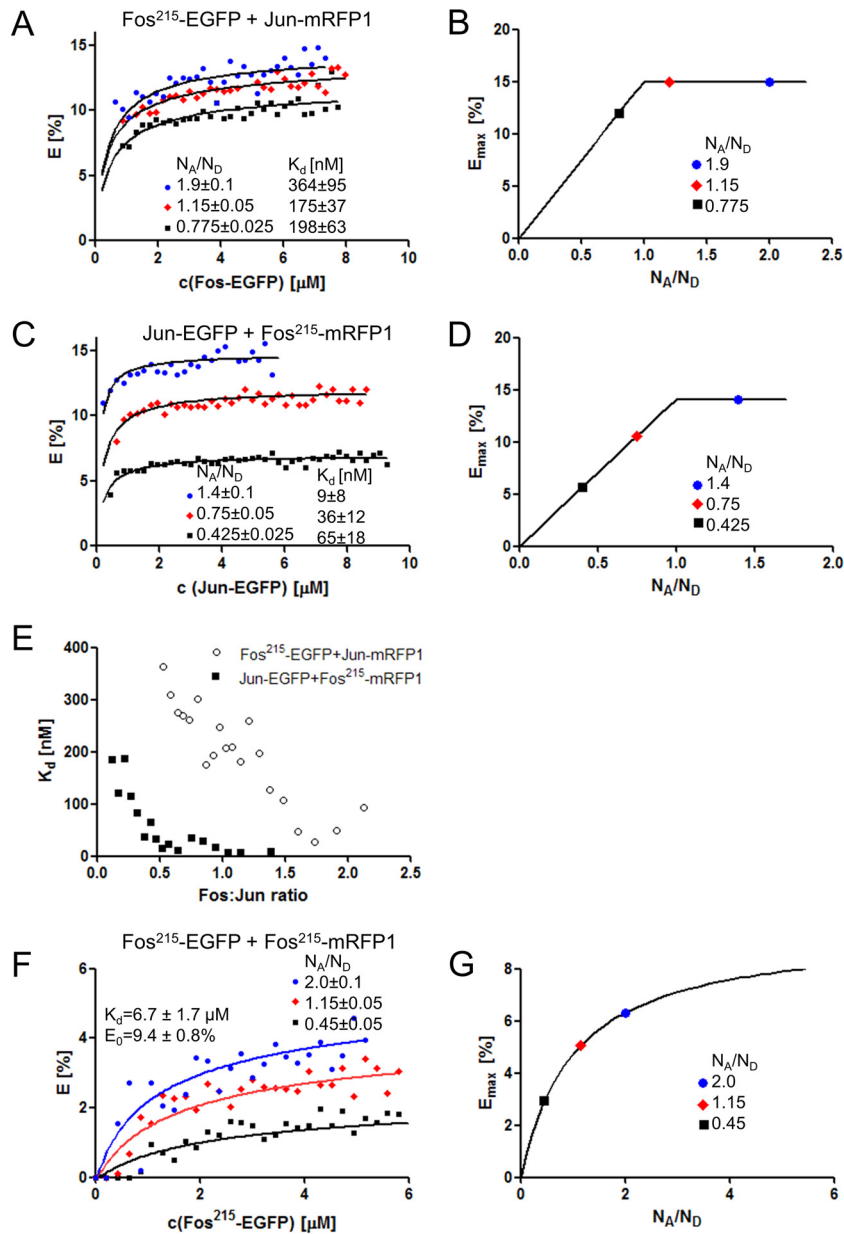 A
Fos215-EGFP + Jun-mRFP1
E [%]
15
10
5
0
0 2 4 6 8 10
c(Fos-EGFP) [µM]
NA/ND Kd [nM]
1.9±0.1 364±95
1.15±0.05 175±37
0.775±0.025 198±63
B
Emax [%]
20
15
10
5
0
0.0 0.5 1.0 1.5 2.0 2.5
NA/ND
NA/ND
1.9
1.15
0.775
C
Jun-EGFP + Fos215-mRFP1
E [%]
15
10
5
0
0 2 4 6 8 10
c (Jun-EGFP) [µM]
NA/ND Kd [nM]
1.4±0.1 9±8
0.75±0.05 36±12
0.425±0.025 65±18
D
Emax [%]
20
15
10
5
0
0.0 0.5 1.0 1.5 2.0
NA/ND
NA/ND
1.4
0.75
0.425
E
Kd [nM]
400
300
200
100
0
0.0 0.5 1.0 1.5 2.0 2.5
Fos:Jun ratio
Fos215-EGFP+Jun-mRFP1
Jun-EGFP+Fos215-mRFP1
F
Fos215-EGFP + Fos215-mRFP1
E [%]
6
4
2
0
0 2 4 6
c(Fos215-EGFP) [µM]
Kd=6.7 ± 1.7 µM
E0=9.4 ± 0.8%
NA/ND
2.0±0.1
1.15±0.05
0.45±0.05
G
Emax [%]
8
6
4
2
0
0 2 4 6
NA/ND
NA/ND
2.0
1.15
0.45